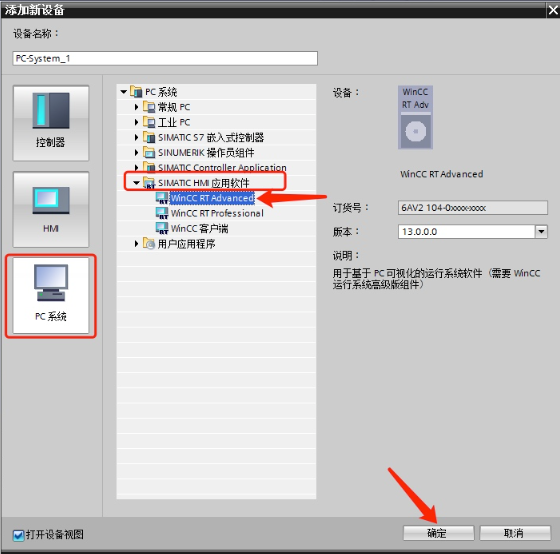 添加新设备
设备名称：
PC-System_1
控制器
HMI
PC 系统
PC 系统
常规 PC
工业 PC
SIMATIC S7 嵌入式控制器
SINUMERIK 操作员组件
SIMATIC Controller Application
SIMATIC HMI 应用软件
WinCC RT Advanced
WinCC RT Professional
WinCC 客户端
用户应用程序
设备：
WinCC
RT Adv
WinCC RT Advanced
订货号：
6AV2 104-0xxxx-xxxx
版本：
13.0.0.0
说明：
用于基于 PC 可视化的运行系统软件（需要 WinCC
运行系统高级版组件）
打开设备视图
确定
取消